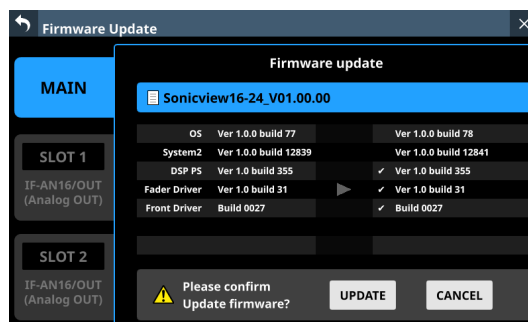 Firmware Update
MAIN
SLOT 1
IF-AN16/OUT
(Analog OUT)
SLOT 2
IF-AN16/OUT
(Analog OUT)
Firmware update
Sonicview16-24_V01.00.00
OS Ver 1.0.0 build 77 Ver 1.0.0 build 78
System2 Ver 1.0.0 build 12839 Ver 1.0.0 build 12841
DSP PS Ver 1.0 build 355 ✔ Ver 1.0 build 355
Fader Driver Ver 1.0 build 31 ▶ ✔ Ver 1.0 build 31
Front Driver Build 0027 ✔ Build 0027
Please confirm
Update firmware?
UPDATE
CANCEL